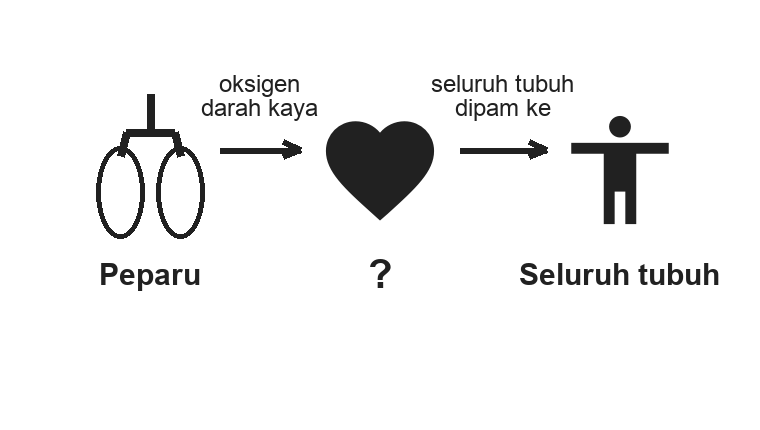 oksigen
darah kaya
seluruh tubuh
dipam ke
Peparu
?
Seluruh tubuh